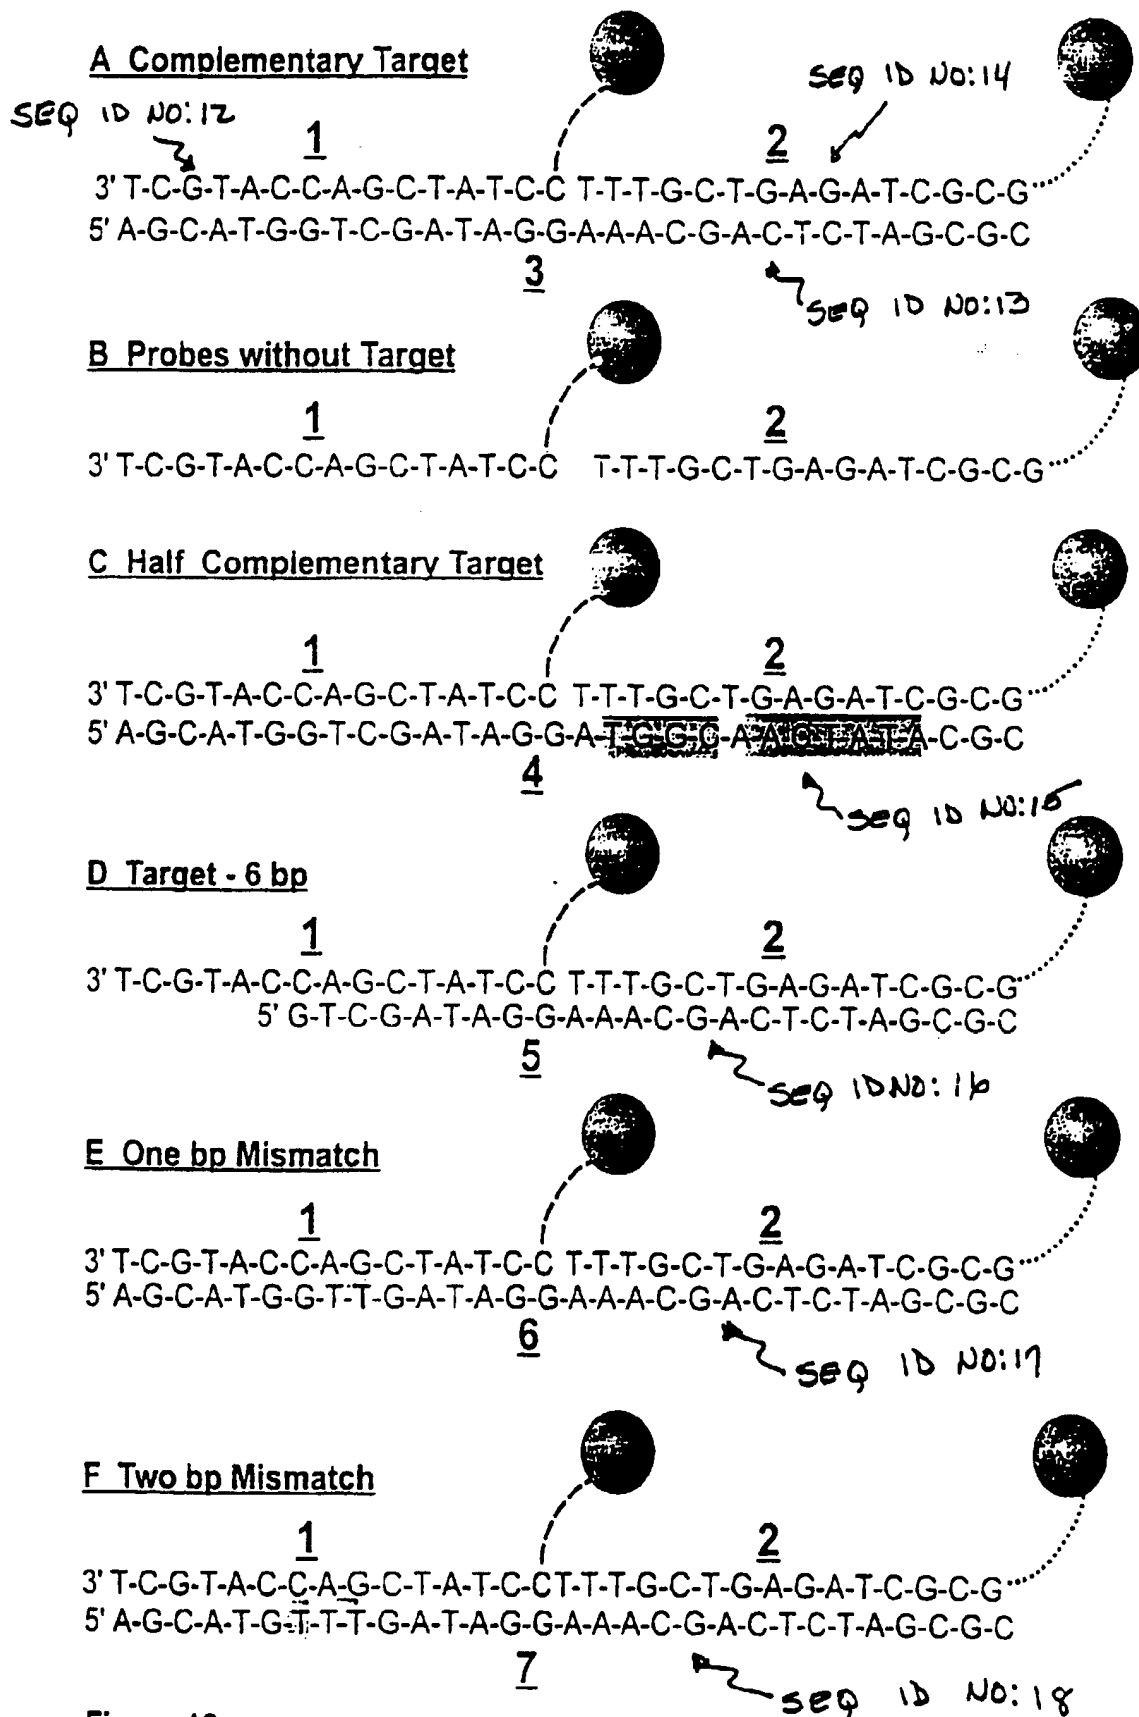 A Complementary Target
SEQ ID NO:14
SEQ ID NO:12
1
2
3' T-C-G-T-A-C-C-A-G-C-T-A-T-C-C T-T-T-G-C-T-G-A-G-A-T-C-G-C-G
5' A-G-C-A-T-G-G-T-C-G-A-T-A-G-G-A-A-A-C-G-A-C-T-C-T-A-G-C-G-C
3
SEQ ID NO:13
B Probes without Target
1
2
3' T-C-G-T-A-C-C-A-G-C-T-A-T-C-C T-T-T-G-C-T-G-A-G-A-T-C-G-C-G
C Half Complementary Target
1
2
3' T-C-G-T-A-C-C-A-G-C-T-A-T-C-C T-T-T-G-C-T-G-A-G-A-T-C-G-C-G
5' A-G-C-A-T-G-G-T-C-G-A-T-A-G-G-A-T-G-G-C-A-A-C-T-A-T-A-C-G-C
4
SEQ ID NO:15
D Target - 6 bp
1
2
3' T-C-G-T-A-C-C-A-G-C-T-A-T-C-C T-T-T-G-C-T-G-A-G-A-T-C-G-C-G
5' G-T-C-G-A-T-A-G-G-A-A-A-C-G-A-C-T-C-T-A-G-C-G-C
5
SEQ ID NO:16
E One bp Mismatch
1
2
3' T-C-G-T-A-C-C-A-G-C-T-A-T-C-C T-T-T-G-C-T-G-A-G-A-T-C-G-C-G
5' A-G-C-A-T-G-G-T-T-G-A-T-A-G-G-A-A-A-C-G-A-C-T-C-T-A-G-C-G-C
6
SEQ ID NO:17
F Two bp Mismatch
1
2
3' T-C-G-T-A-C-C-A-G-C-T-A-T-C-C-T-T-T-G-C-T-G-A-G-A-T-C-G-C-G
5' A-G-C-A-T-G-T-T-T-G-A-T-A-G-G-A-A-A-C-G-A-C-T-C-T-A-G-C-G-C
7
SEQ ID NO:18